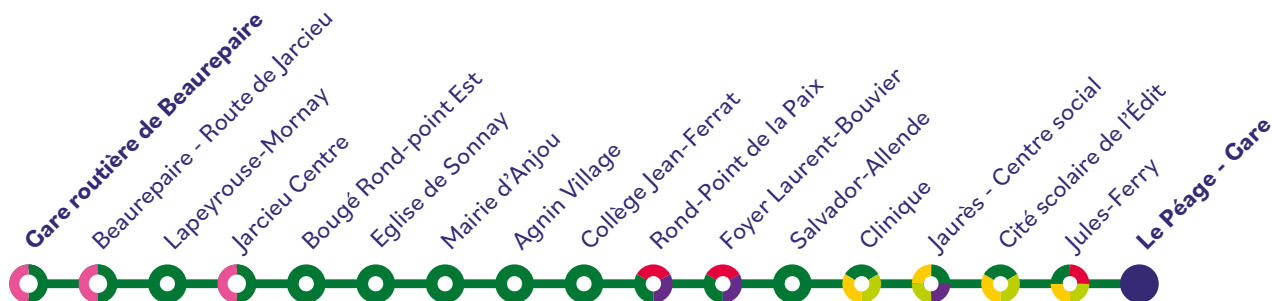 Gare routière de Beaurepaire
Beaurepaire - Route de Jarcieu
Lapeyrouse-Mornay
Jarcieu Centre
Bougé Rond-point Est
Eglise de Sonnay
Mairie d'Anjou
Agnin Village
Collège Jean-Ferrat
Rond-Point de la Paix
Foyer Laurent-Bouvier
Salvador-Allende
Clinique
Jaurès - Centre social
Cité scolaire de l'Édit
Jules-Ferry
Le Péage - Gare